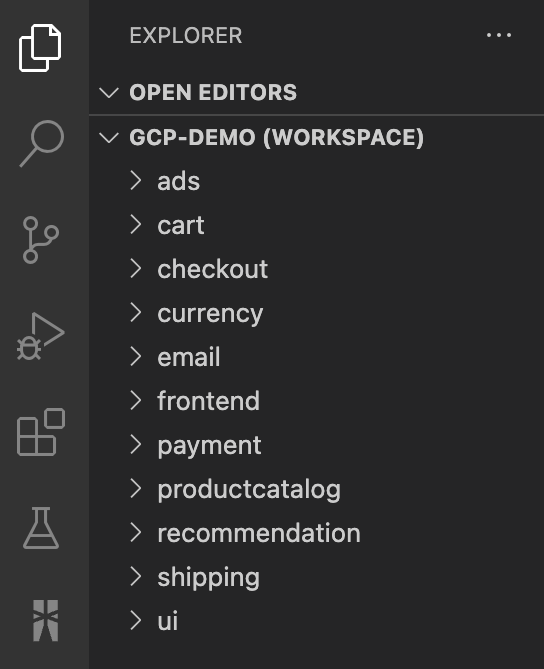 EXPLORER
OPEN EDITORS
GCP-DEMO (WORKSPACE)
ads
cart
checkout
currency
email
frontend
payment
productcatalog
recommendation
shipping
ui